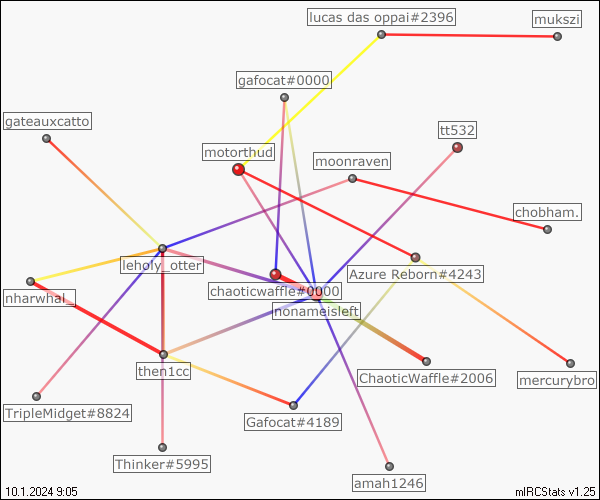 lucas das oppai#2396
mukszi
gafocat#0000
gateauxcatto
tt532
motorthud
moonraven
chobham.
leholy_otter
Azure Reborn#4243
chaoticwaffle#0000
nharwhal_
nonameisleft
then1cc
ChaoticWaffle#2006
mercurybro
TripleMidget#8824
Gafocat#4189
Thinker#5995
amah1246
10.1.2024 9:05
mIRCStats v1.25